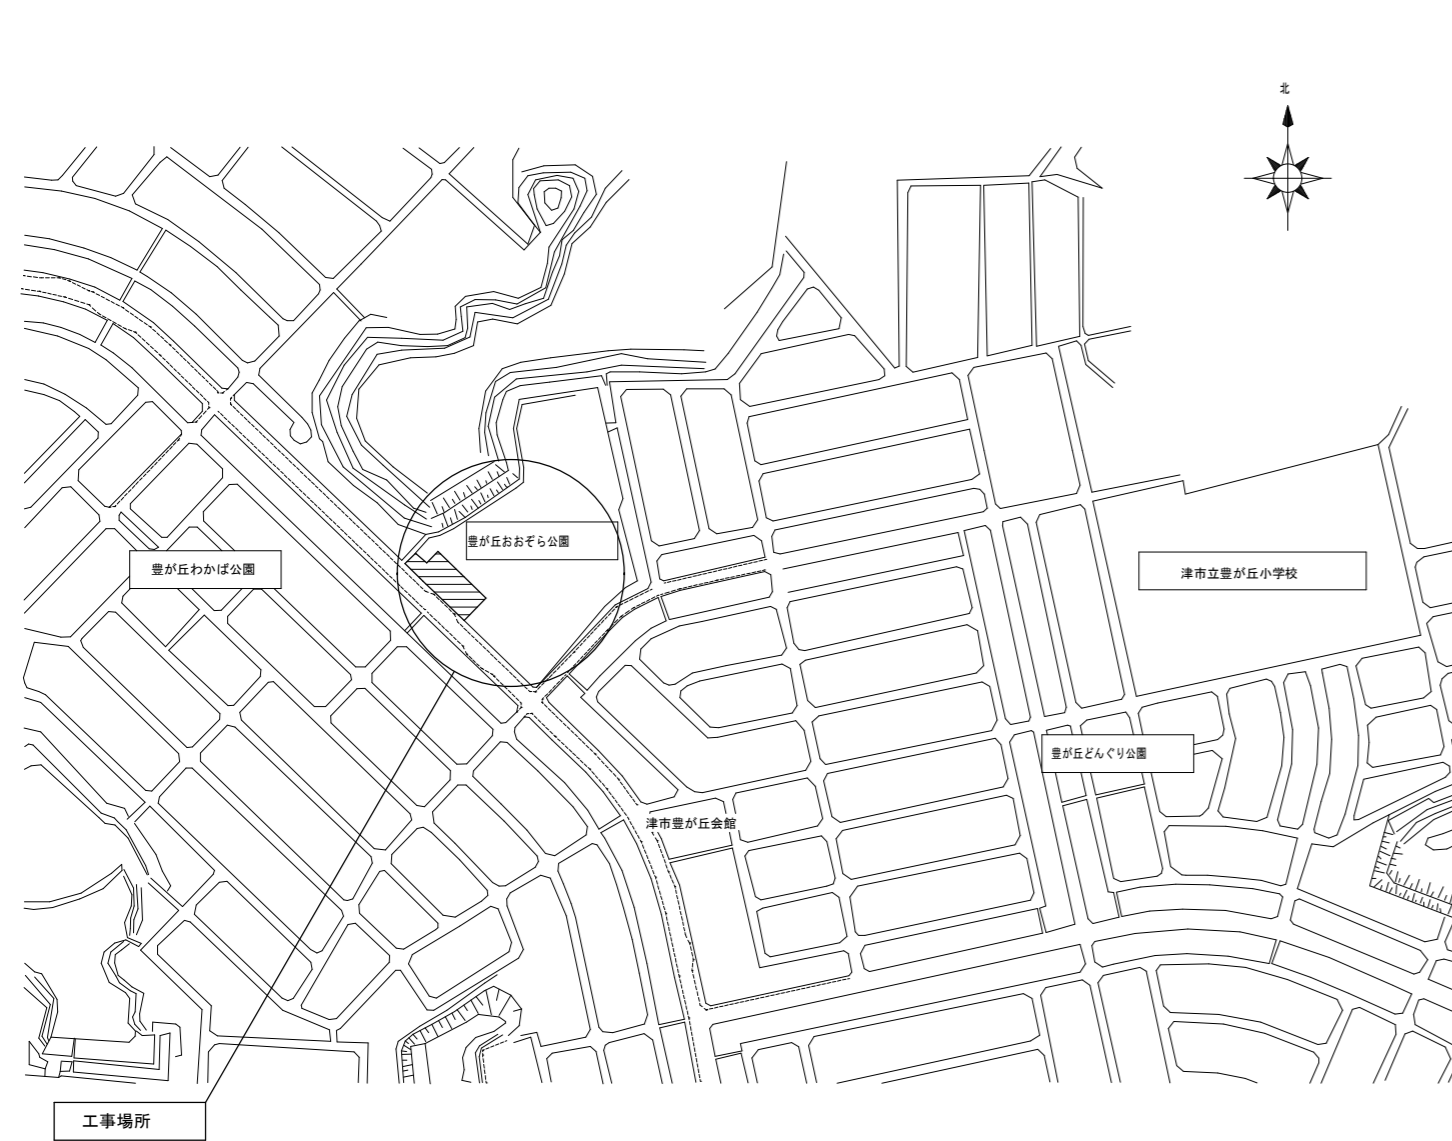 北
豊が丘おおぞら公園
豊が丘わかば公園
津市立豊が丘小学校
豊が丘どんぐり公園
津市豊が丘会館
工事場所